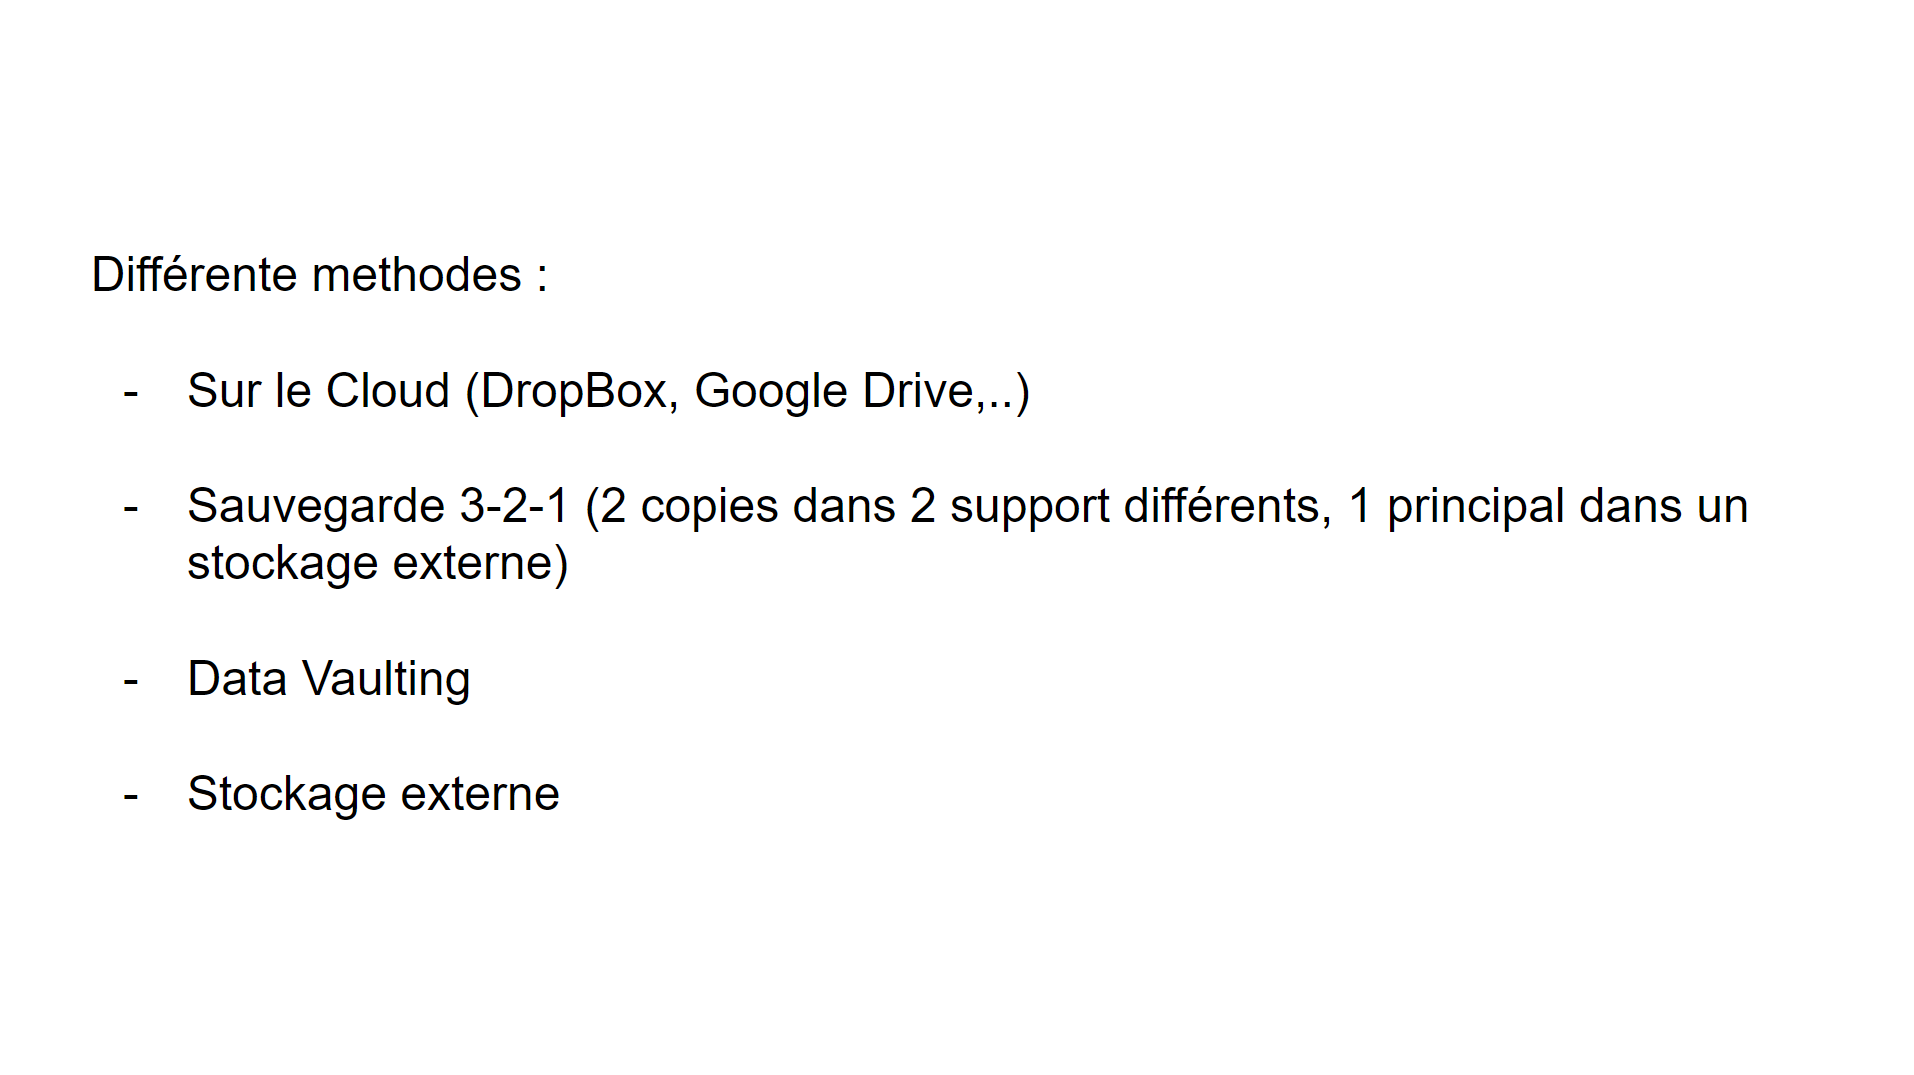 Différente methodes :
- Sur le Cloud (DropBox, Google Drive,..)
- Sauvegarde 3-2-1 (2 copies dans 2 support différents, 1 principal dans un
stockage externe)
- Data Vaulting
- Stockage externe